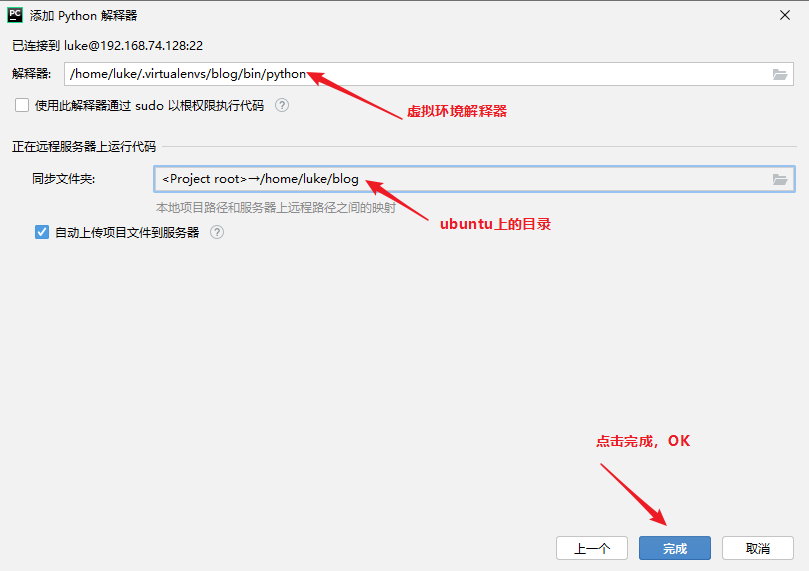 PC 添加 Python 解释器
已连接到 luke@192.168.74.128:22
解释器: /home/luke/.virtualenvs/blog/bin/python
使用此解释器通过 sudo 以根权限执行代码 ?
虚拟环境解释器
正在远程服务器上运行代码
同步文件夹: <Project root>→/home/luke/blog
本地项目路径和服务器上远程路径之间的映射
ubuntu上的目录
自动上传项目文件到服务器 ?
点击完成，OK
上一个 完成 取消